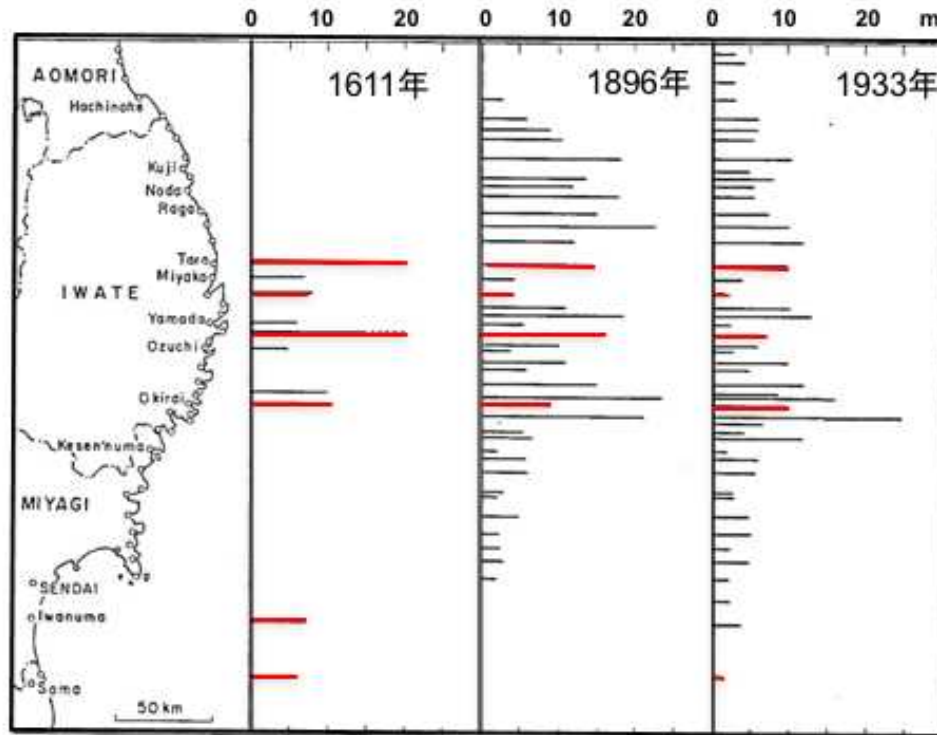 0 10 20 0 10 20 0 10 20 m
1611年
1896年
1933年
AOMORI
Hachinohe
Kuji
Noda
Raga
Taro
Miyako
IWATE
Yamada
Ozuchi
Okirai
Kesen'numa
MIYAGI
SENDAI
Iwanuma
Soma
50 km